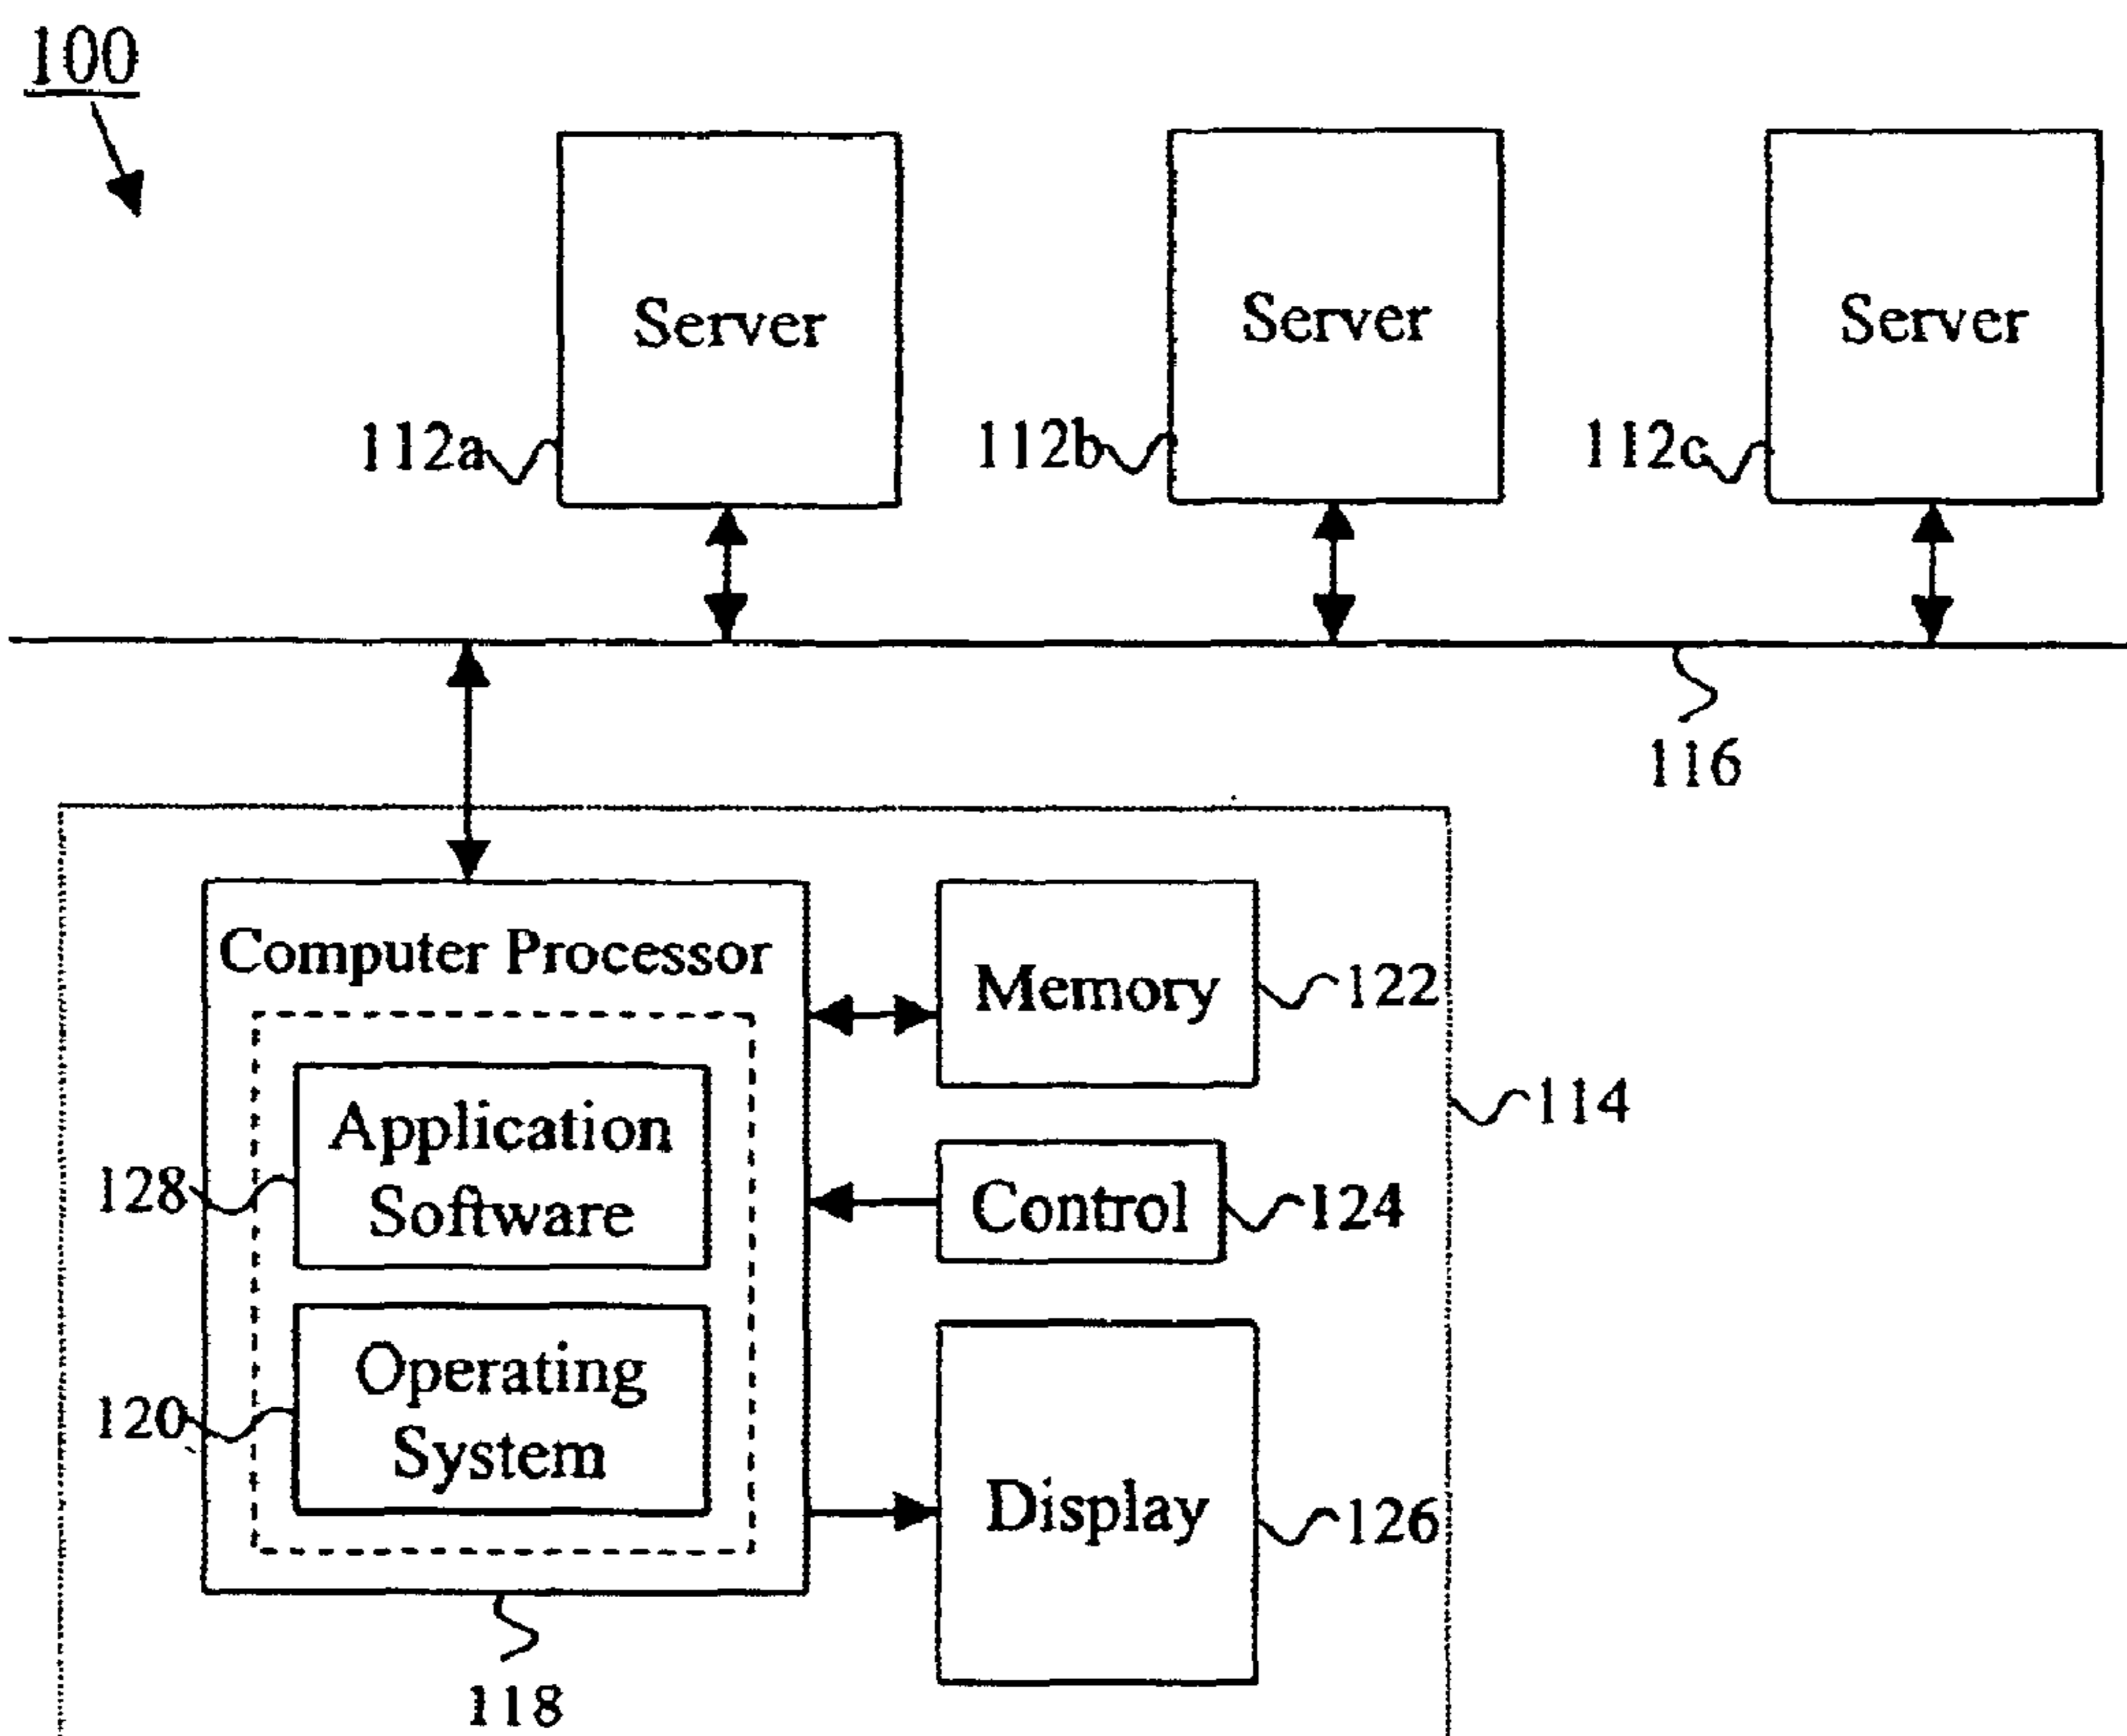 100
Server
Server
Server
112a
112b
112c
116
Computer Processor
Memory
122
114
Application
Software
128
Control
124
Operating
System
120
Display
126
118